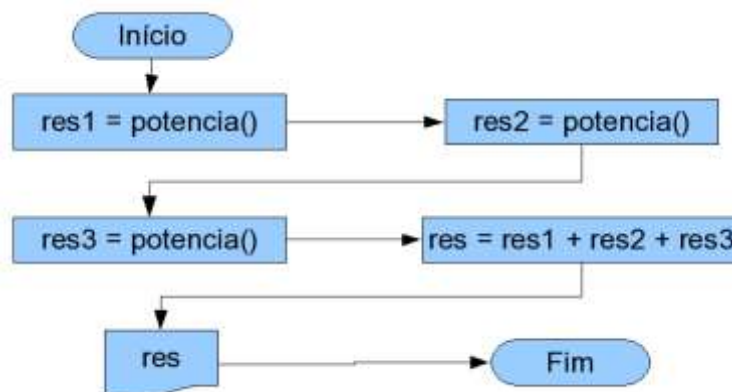 Início
res1 = potencia()
res2 = potencia()
res3 = potencia()
res = res1 + res2 + res3
res
Fim